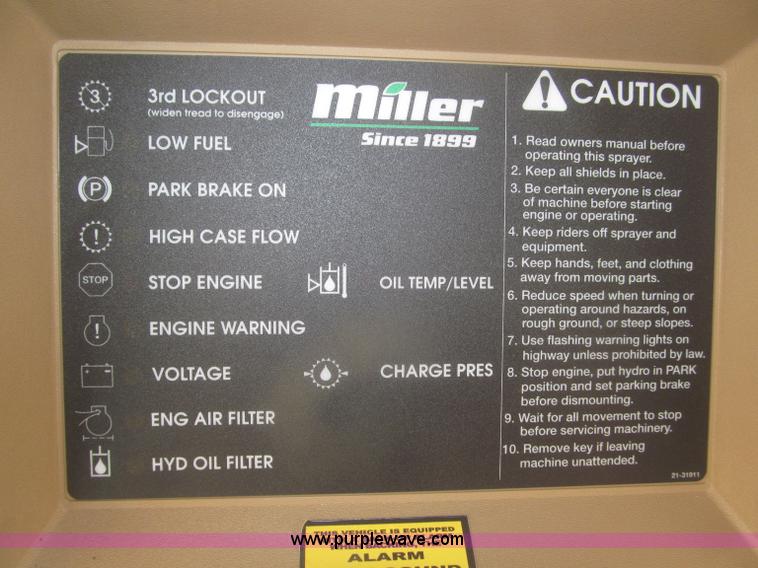 3
3rd LOCKOUT
(widen tread to disengage)
LOW FUEL
P
PARK BRAKE ON
!
HIGH CASE FLOW
STOP
STOP ENGINE
!
ENGINE WARNING
VOLTAGE
ENG AIR FILTER
HYD OIL FILTER
Miller
Since 1899
OIL TEMP/LEVEL
CHARGE PRES
! CAUTION
1. Read owners manual before
operating this sprayer.
2. Keep all shields in place.
3. Be certain everyone is clear
of machine before starting
engine or operating.
4. Keep riders off sprayer and
equipment.
5. Keep hands, feet, and clothing
away from moving parts.
6. Reduce speed when turning or
operating around hazards, on
rough ground, or steep slopes.
7. Use flashing warning lights on
highway unless prohibited by law.
8. Stop engine, put hydro in PARK
position and set parking brake
before dismounting.
9. Wait for all movement to stop
before servicing machinery.
10. Remove key if leaving
machine unattended.
21-31911
THIS VEHICLE IS EQUIPPED
www.purplewave.com
ALARM